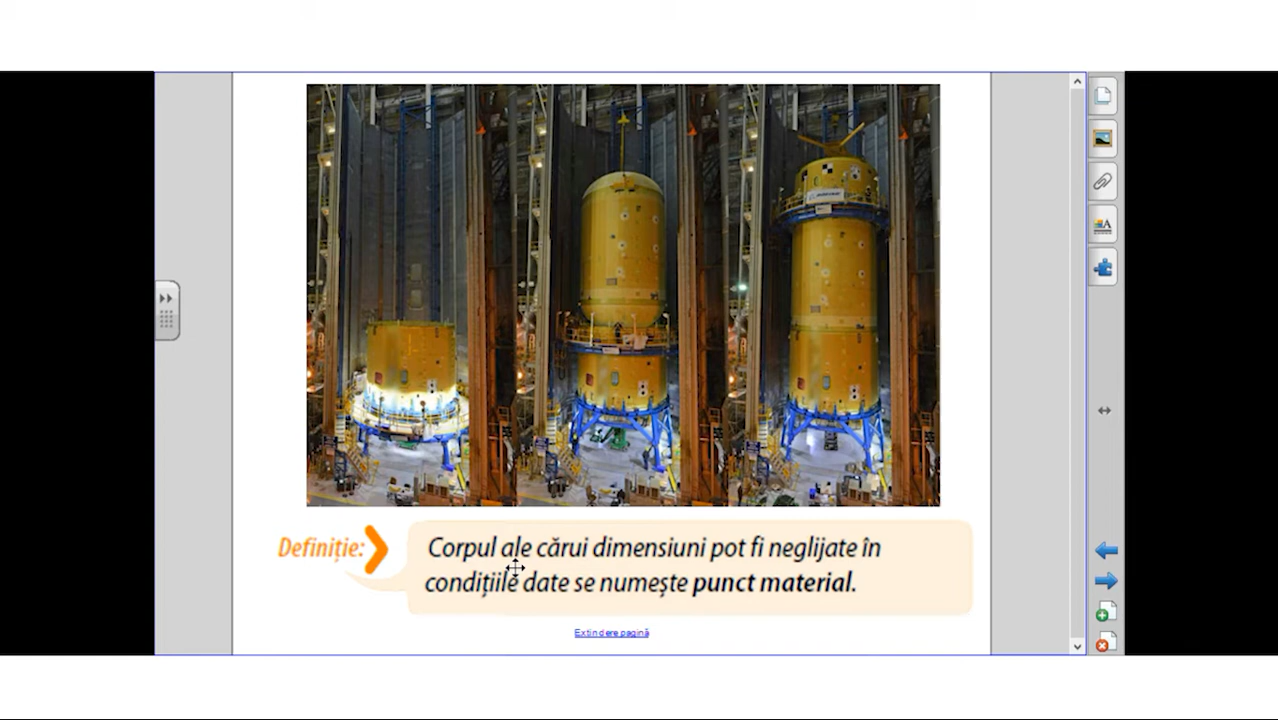 Definiție:
Corpul ale cărui dimensiuni pot fi neglijate în
condițiile date se numește punct material.
Extindere pagină